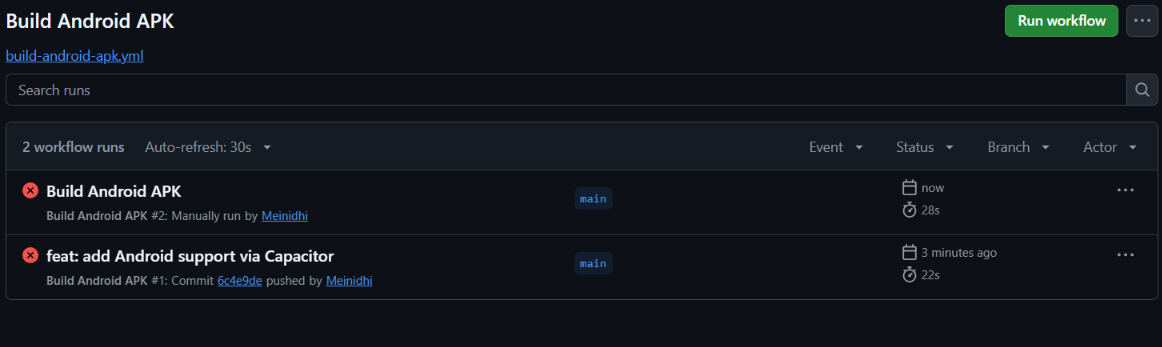 Build Android APK
Run workflow
build-android-apk.yml
Search runs
2 workflow runs Auto-refresh: 30s Event Status Branch Actor
Build Android APK
main
now
Build Android APK #2: Manually run by Meinidhi
28s
feat: add Android support via Capacitor
main
3 minutes ago
Build Android APK #1: Commit 6c4e9de pushed by Meinidhi
22s